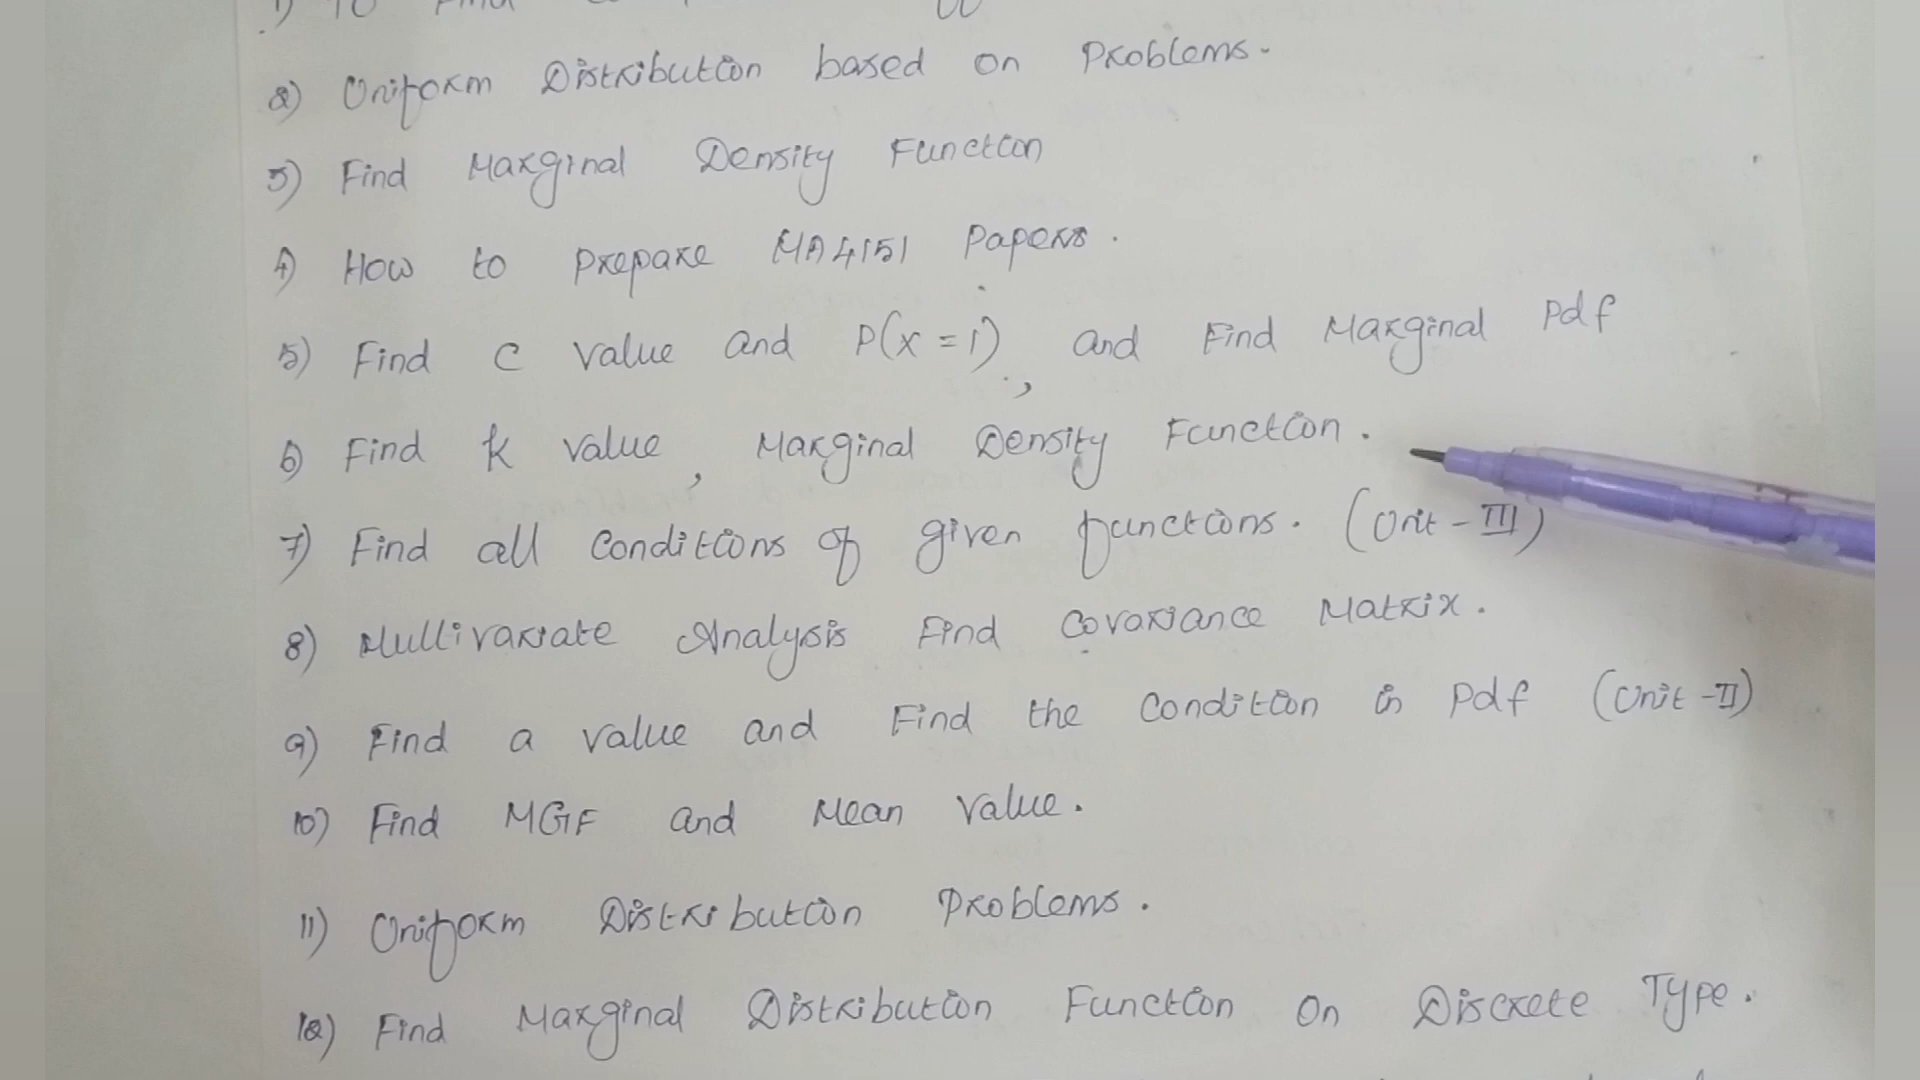 1) To Find
2) Uniform Distribution based on Problems.
3) Find Marginal Density Function
4) How to prepare MA4151 Papers.
5) Find c value and P(x = 1), and Find Marginal Pdf
6) Find k value, Marginal Density Function.
7) Find all conditions of given functions. (Unit - III)
8) Multivariate Analysis Find Covariance Matrix.
9) Find a value and Find the condition in Pdf (Unit - II)
10) Find MGF and Mean value.
11) Uniform Distribution Problems.
12) Find Marginal Distribution Function on Discrete Type.